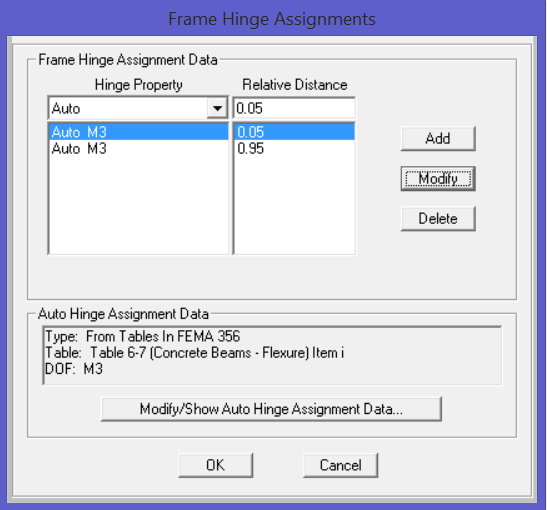 Frame Hinge Assignments
Frame Hinge Assignment Data
Hinge Property Relative Distance
Auto 0.05
Auto M3 0.05
Auto M3 0.95
Add
Modify
Delete
Auto Hinge Assignment Data
Type: From Tables In FEMA 356
Table: Table 6-7 (Concrete Beams - Flexure) Item i
DOF: M3
Modify/Show Auto Hinge Assignment Data...
OK Cancel